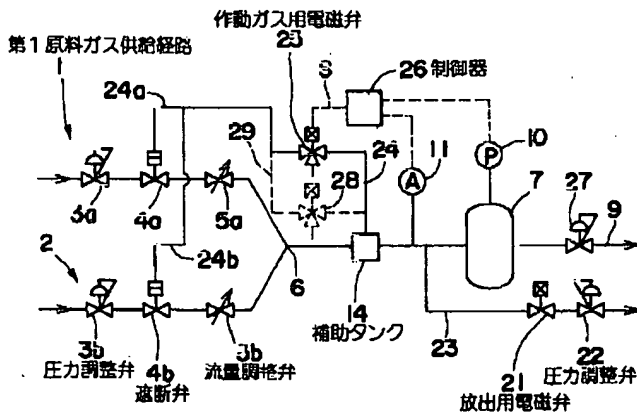 作動ガス用電磁弁
25
第1原料ガス供給経路
1
24a
8
26 制御器
29
11
10
A
P
7
27
9
28
24
3a
4a
5a
2
24b
6
14
補助タンク
3b
圧力調整弁
4b
遮断弁
5b
流量調格弁
23
21
放出用電磁弁
22
圧力調整弁